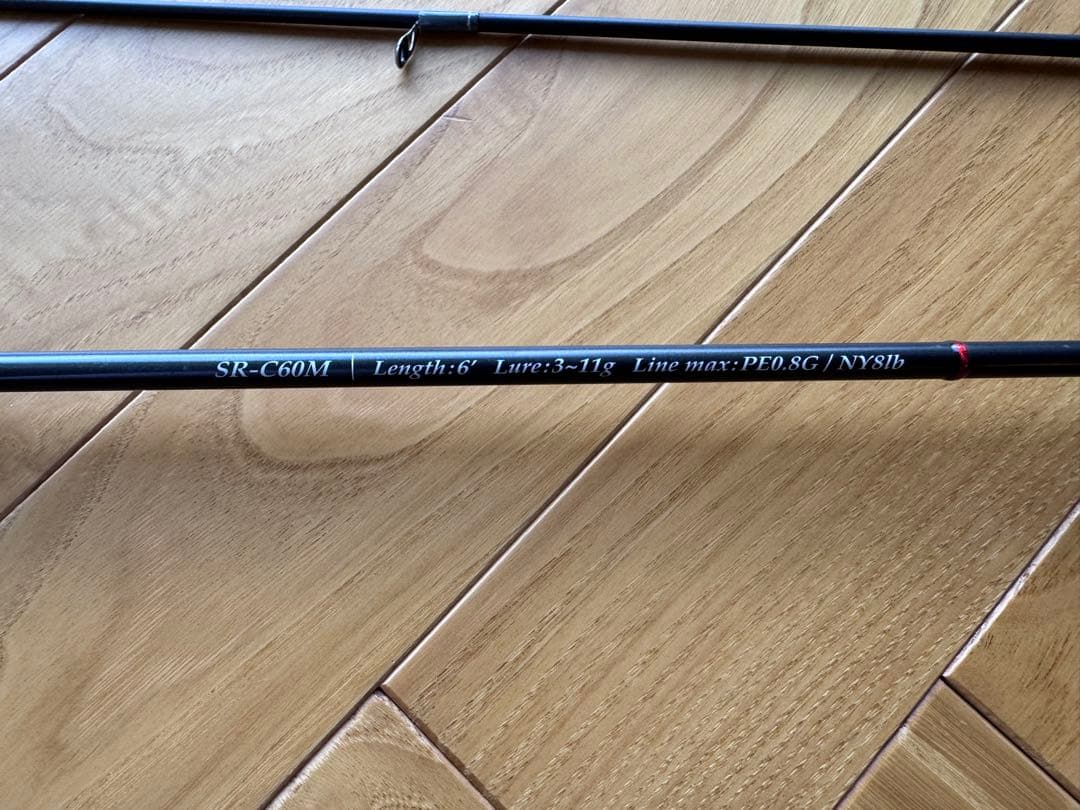 SR-C60M | Length:6′ Lure:3~11g Line max:PE0.8G / NY8lb